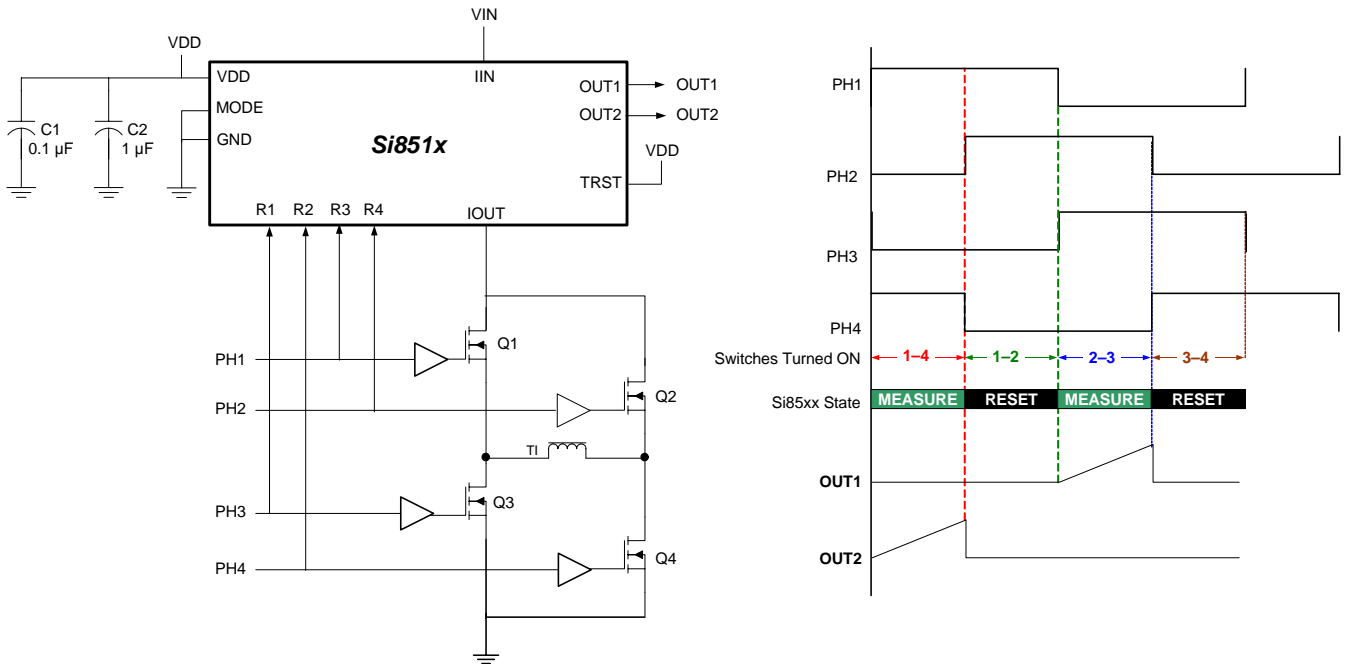 VIN
VDD
VDD
IIN
MODE
GND
C1
0.1 µF
C2
1 µF
Si851x
OUT1
OUT1
OUT2
OUT2
VDD
TRST
R1
R2
R3
R4
IOUT
PH1
Q1
PH2
Q2
TI
PH3
Q3
PH4
Q4
PH1
PH2
PH3
PH4
Switches Turned ON
1–4
1–2
2–3
3–4
Si85xx State
MEASURE
RESET
MEASURE
RESET
OUT1
OUT2